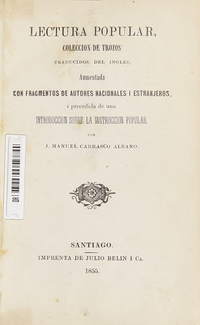 LECTURA POPULAR,
COLECCION DE TROZOS
TRADUCIDOS DEL INGLES,
Aumentada
CON FRAGMENTOS DE AUTORES NACIONALES I ESTRANJEROS,
i precedida de una
INTRODUCCION SOBRE LA INSTRUCCION POPULAR,
POR
J. MANUEL CARRASCO ALBANO.
SANTIAGO.
IMPRENTA DE JULIO BELIN I Ca.
1855.